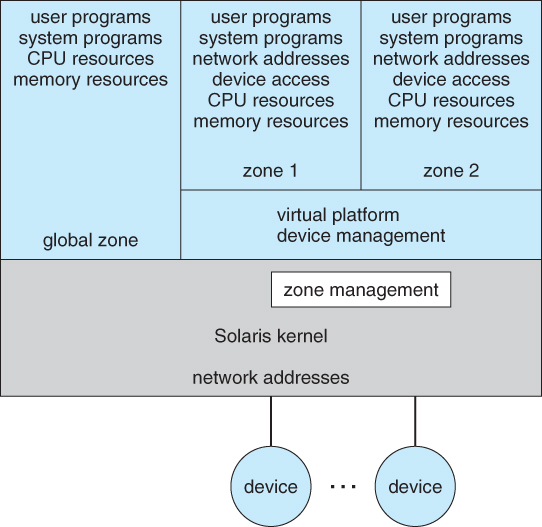 user programs
system programs
CPU resources
memory resources
global zone
user programs
system programs
network addresses
device access
CPU resources
memory resources
zone 1
user programs
system programs
network addresses
device access
CPU resources
memory resources
zone 2
virtual platform
device management
zone management
Solaris kernel
network addresses
device
...
device